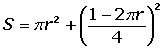 S = πr² + ((1 − 2πr)/4)²